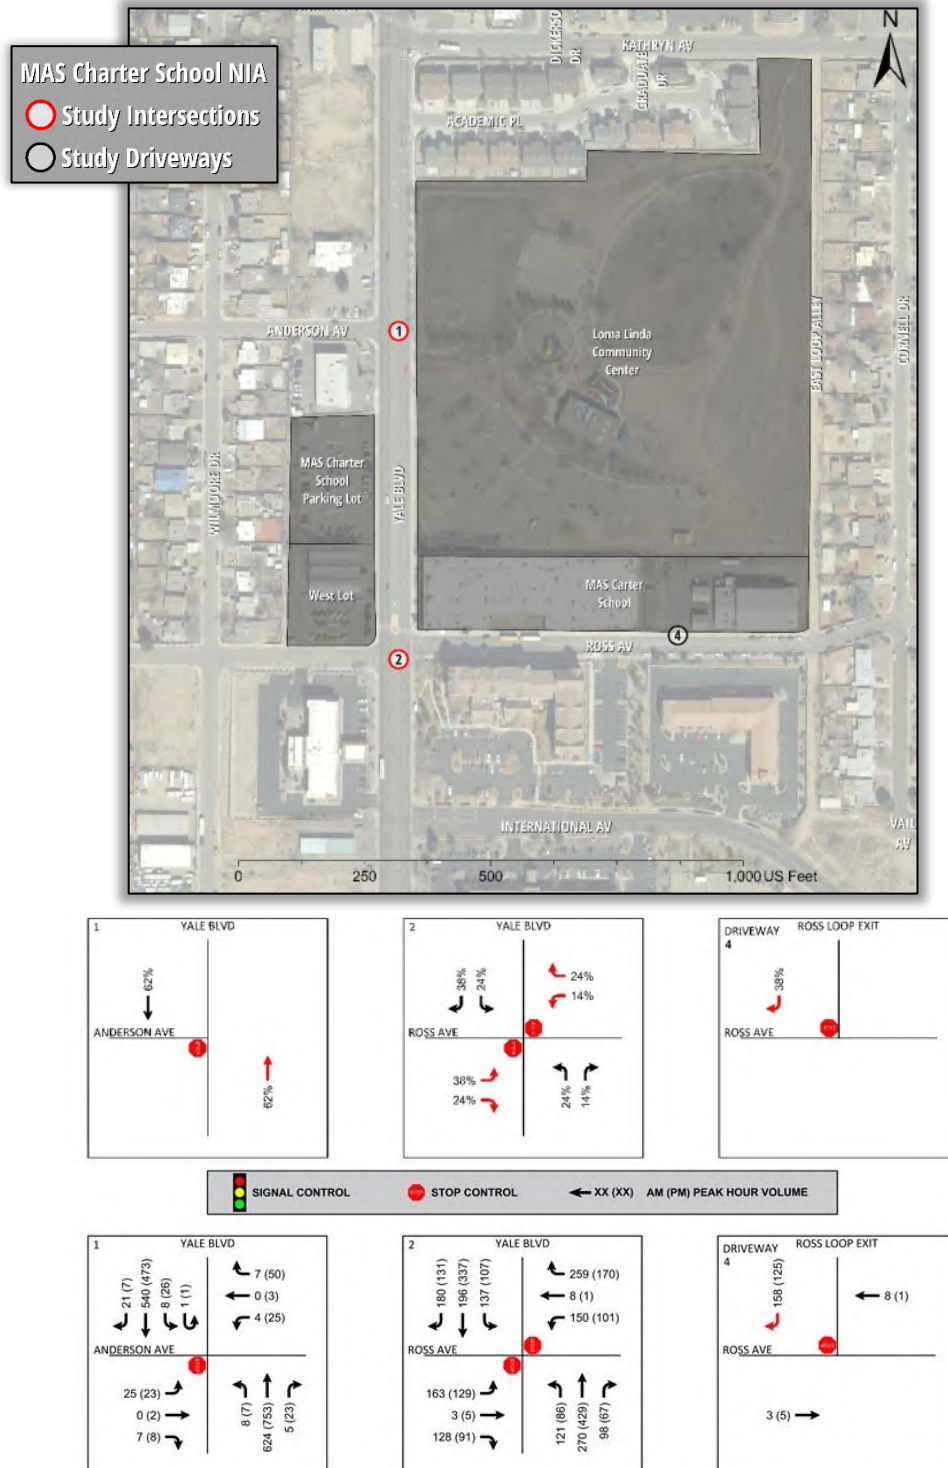 N
MAS Charter School NIA
Study Intersections
Study Driveways
DICKERSO
DR
KATHRYN AV
GRADUATE
DR
ACADEMIC PL
ANDERSON AV
1
Loma Linda
Community
Center
EAST LOOP ALLEY
CORNELL DR
WILMOORE DR
MAS Charter
School
Parking Lot
YALE BLVD
West Lot
MAS Carter
School
4
ROSS AV
2
INTERNATIONAL AV
VAIL
AV
0 250 500 1,000 US Feet
1
YALE BLVD
62%
ANDERSON AVE
62%
2
YALE BLVD
38%
24%
24%
14%
ROSS AVE
38%
24%
24%
14%
DRIVEWAY
4
ROSS LOOP EXIT
38%
ROSS AVE
SIGNAL CONTROL
STOP CONTROL
XX (XX) AM (PM) PEAK HOUR VOLUME
1
YALE BLVD
21 (7)
540 (473)
8 (26)
1 (1)
7 (50)
0 (3)
4 (25)
ANDERSON AVE
25 (23)
0 (2)
7 (8)
8 (7)
624 (753)
5 (23)
2
YALE BLVD
180 (131)
196 (337)
137 (107)
259 (170)
8 (1)
150 (101)
ROSS AVE
163 (129)
3 (5)
128 (91)
121 (86)
270 (429)
98 (67)
DRIVEWAY
4
ROSS LOOP EXIT
158 (125)
8 (1)
ROSS AVE
3 (5)